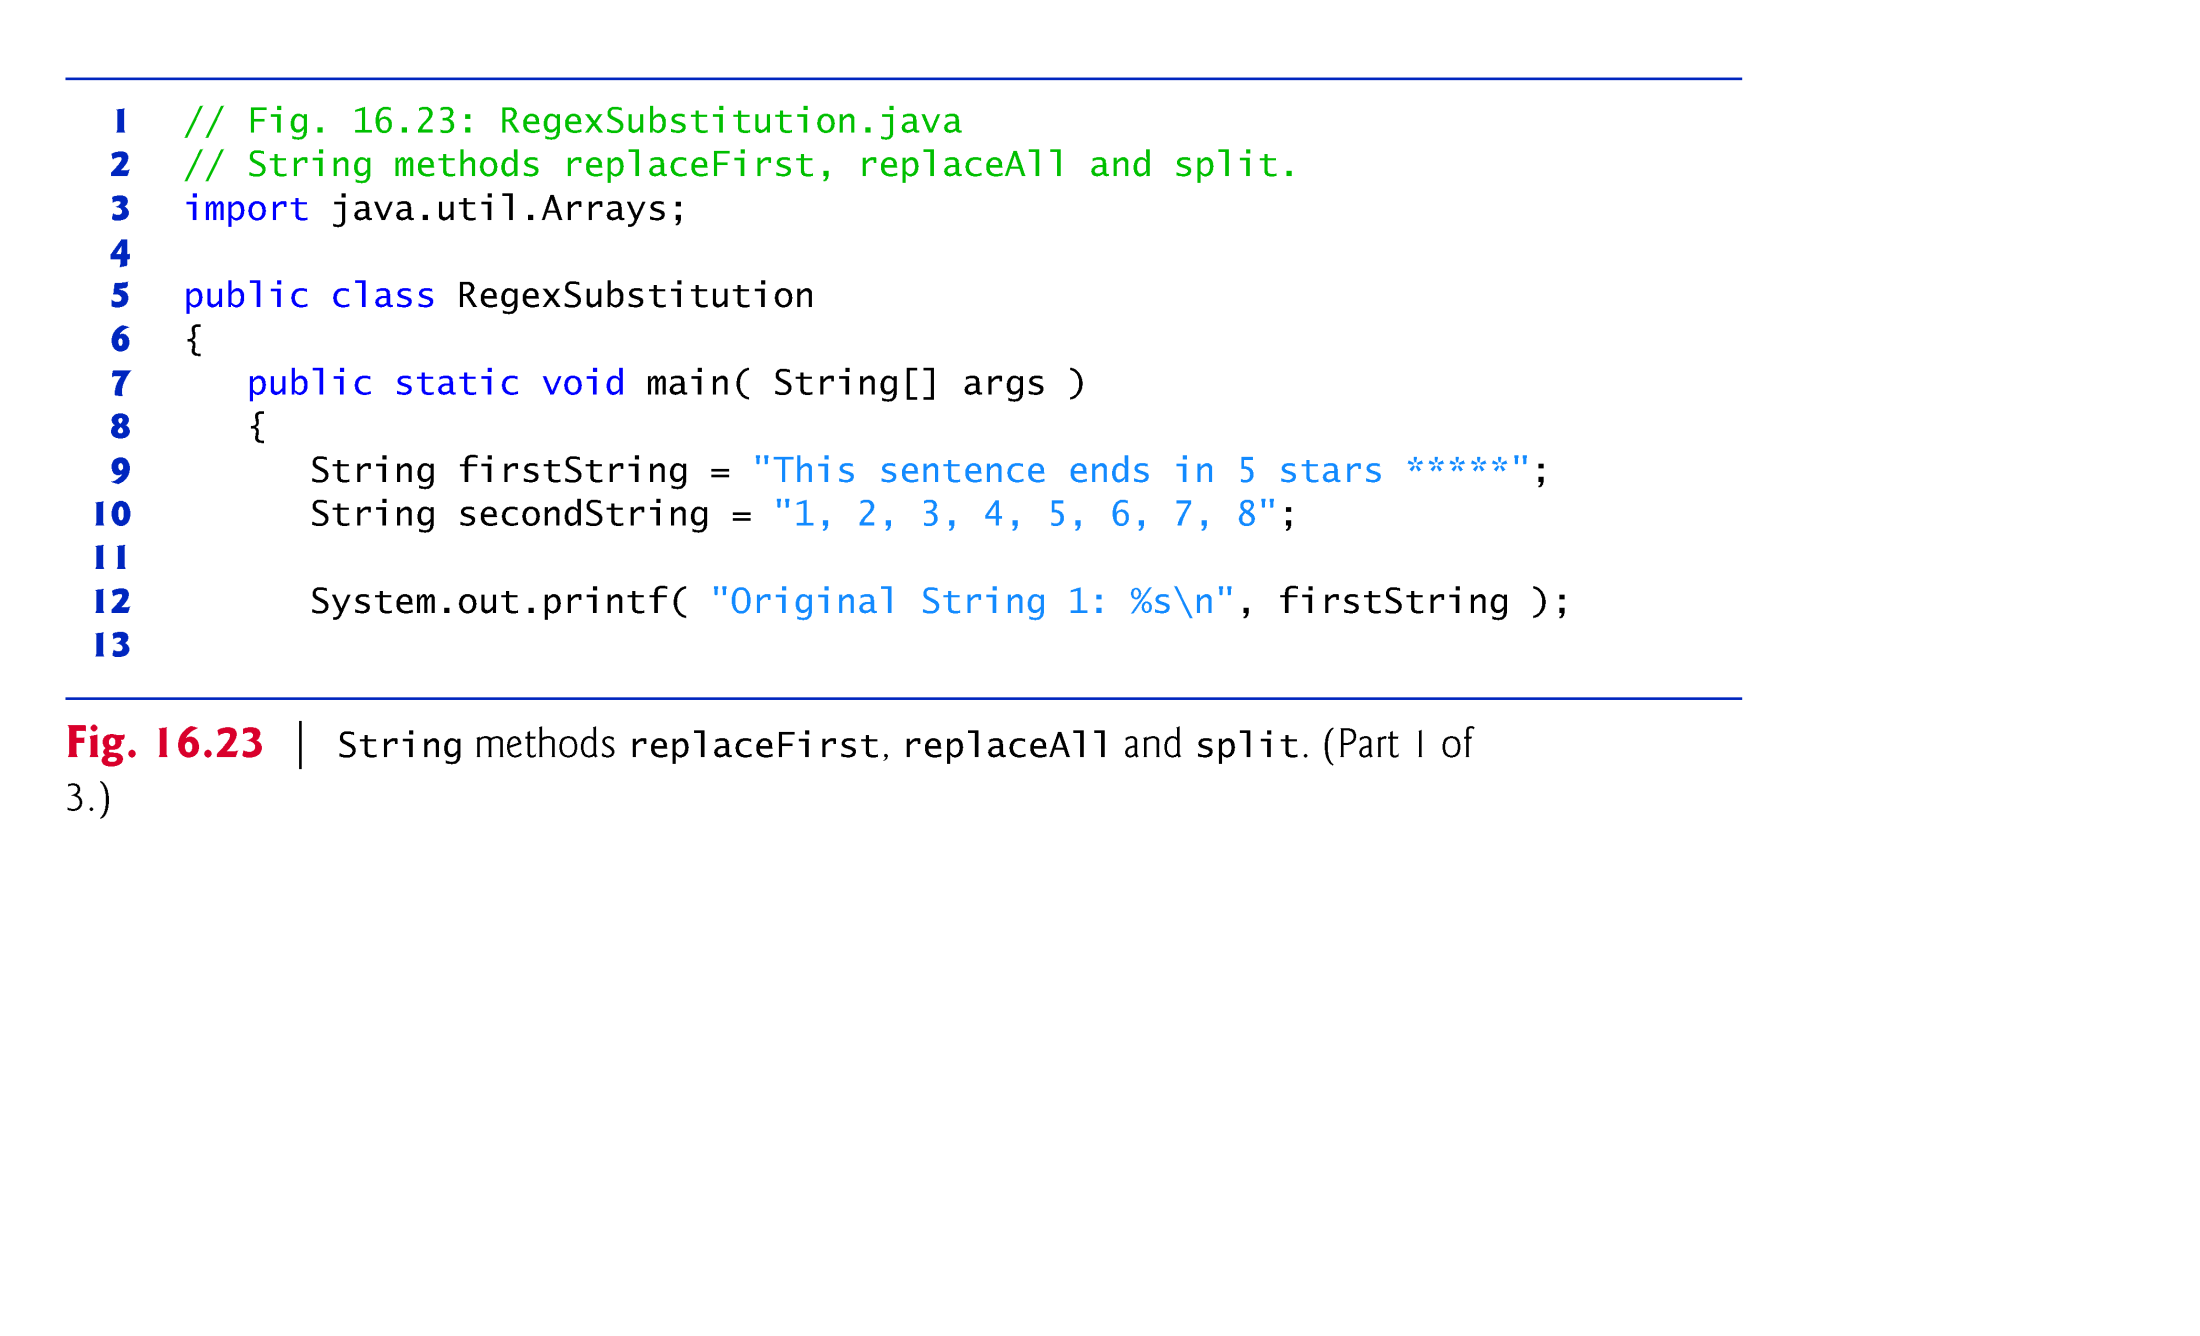 1 // Fig. 16.23: RegexSubstitution.java
2 // String methods replaceFirst, replaceAll and split.
3 import java.util.Arrays;
4
5 public class RegexSubstitution
6 {
7 public static void main( String[] args )
8 {
9 String firstString = "This sentence ends in 5 stars *****";
10 String secondString = "1, 2, 3, 4, 5, 6, 7, 8";
11
12 System.out.printf( "Original String 1: %s\n", firstString );
13
Fig. 16.23 | String methods replaceFirst, replaceAll and split. (Part 1 of
3.)